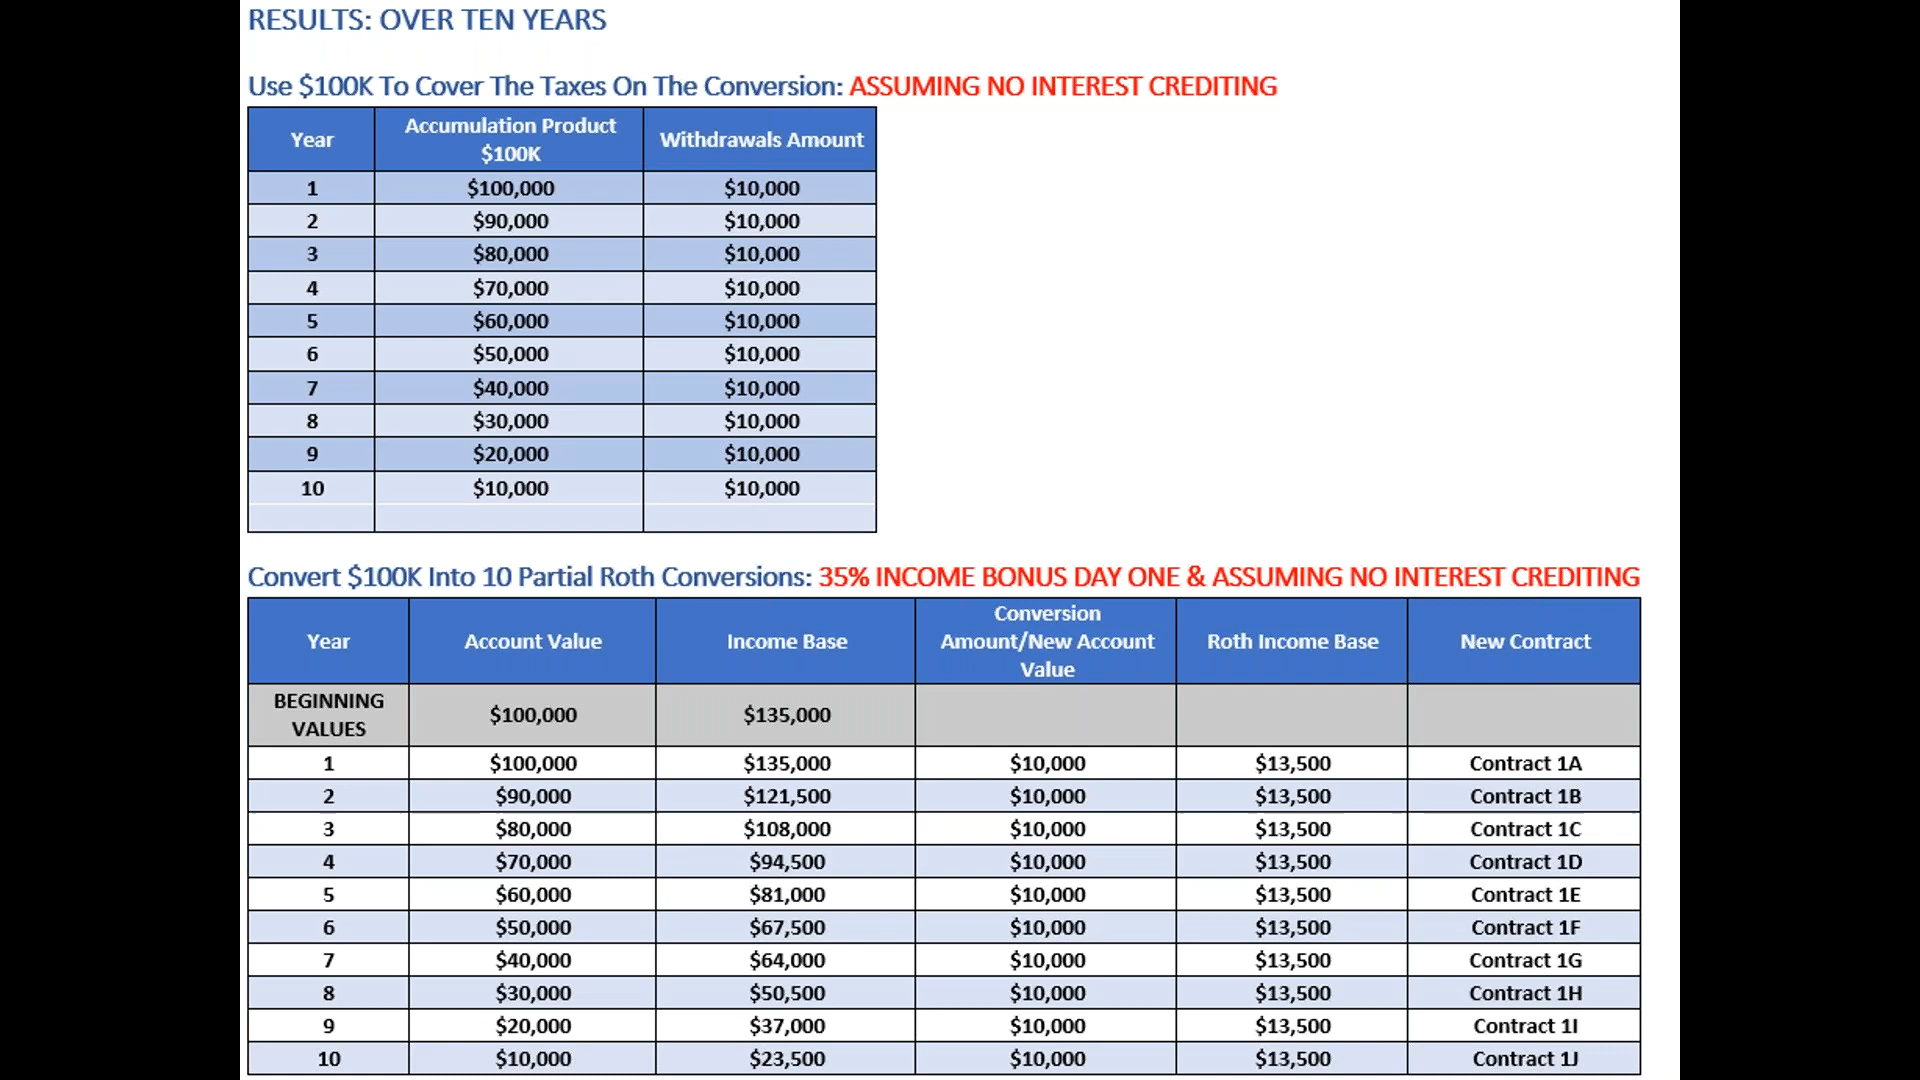 RESULTS: OVER TEN YEARS
Use $100K To Cover The Taxes On The Conversion: ASSUMING NO INTEREST CREDITING
Year Accumulation Product $100K Withdrawals Amount
1 $100,000 $10,000
2 $90,000 $10,000
3 $80,000 $10,000
4 $70,000 $10,000
5 $60,000 $10,000
6 $50,000 $10,000
7 $40,000 $10,000
8 $30,000 $10,000
9 $20,000 $10,000
10 $10,000 $10,000
Convert $100K Into 10 Partial Roth Conversions: 35% INCOME BONUS DAY ONE & ASSUMING NO INTEREST CREDITING
Year Account Value Income Base Conversion Amount/New Account Value Roth Income Base New Contract
BEGINNING VALUES $100,000 $135,000
1 $100,000 $135,000 $10,000 $13,500 Contract 1A
2 $90,000 $121,500 $10,000 $13,500 Contract 1B
3 $80,000 $108,000 $10,000 $13,500 Contract 1C
4 $70,000 $94,500 $10,000 $13,500 Contract 1D
5 $60,000 $81,000 $10,000 $13,500 Contract 1E
6 $50,000 $67,500 $10,000 $13,500 Contract 1F
7 $40,000 $64,000 $10,000 $13,500 Contract 1G
8 $30,000 $50,500 $10,000 $13,500 Contract 1H
9 $20,000 $37,000 $10,000 $13,500 Contract 1I
10 $10,000 $23,500 $10,000 $13,500 Contract 1J